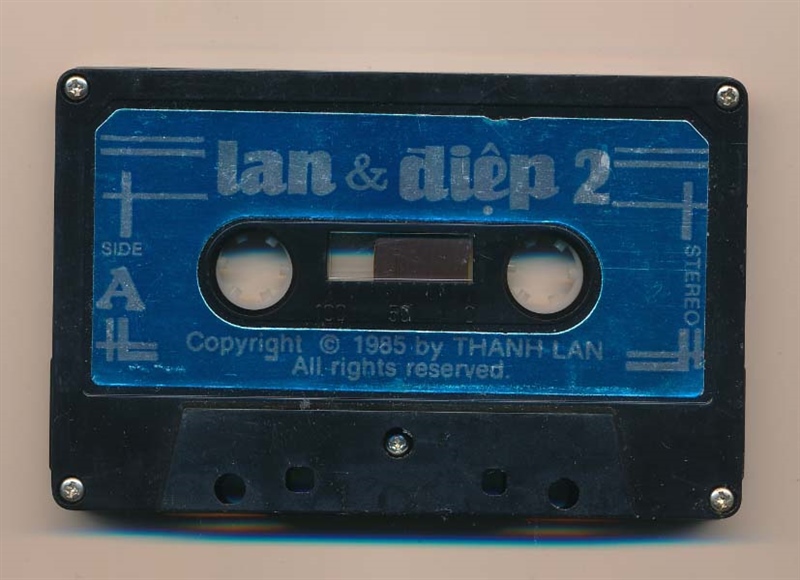 lan & điệp 2
SIDE
A
STEREO
100 50 0
Copyright © 1985 by THANH LAN
All rights reserved.